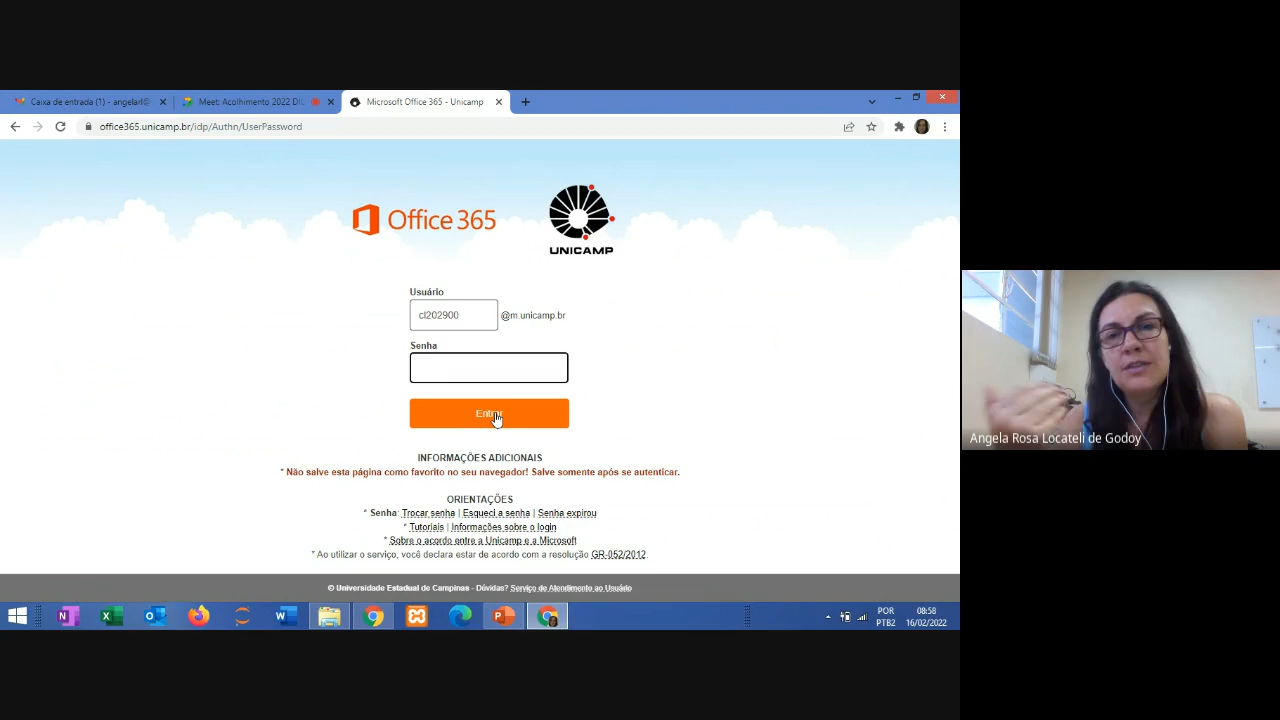 Caixa de entrada (1) - angelarl@
Meet: Acolhimento 2022 DI
Microsoft Office 365 - Unicamp
office365.unicamp.br/idp/Authn/UserPassword
Office 365
UNICAMP
Usuário
cl202900 @m.unicamp.br
Senha
Entrar
INFORMAÇÕES ADICIONAIS
* Não salve esta página como favorito no seu navegador! Salve somente após se autenticar.
ORIENTAÇÕES
* Senha: Trocar senha | Esqueci a senha | Senha expirou
* Tutoriais | Informações sobre o login
* Sobre o acordo entre a Unicamp e a Microsoft
* Ao utilizar o serviço, você declara estar de acordo com a resolução GR-052/2012.
© Universidade Estadual de Campinas - Dúvidas? Serviço de Atendimento ao Usuário
POR
PTB2
08:58
16/02/2022
Angela Rosa Locateli de Godoy